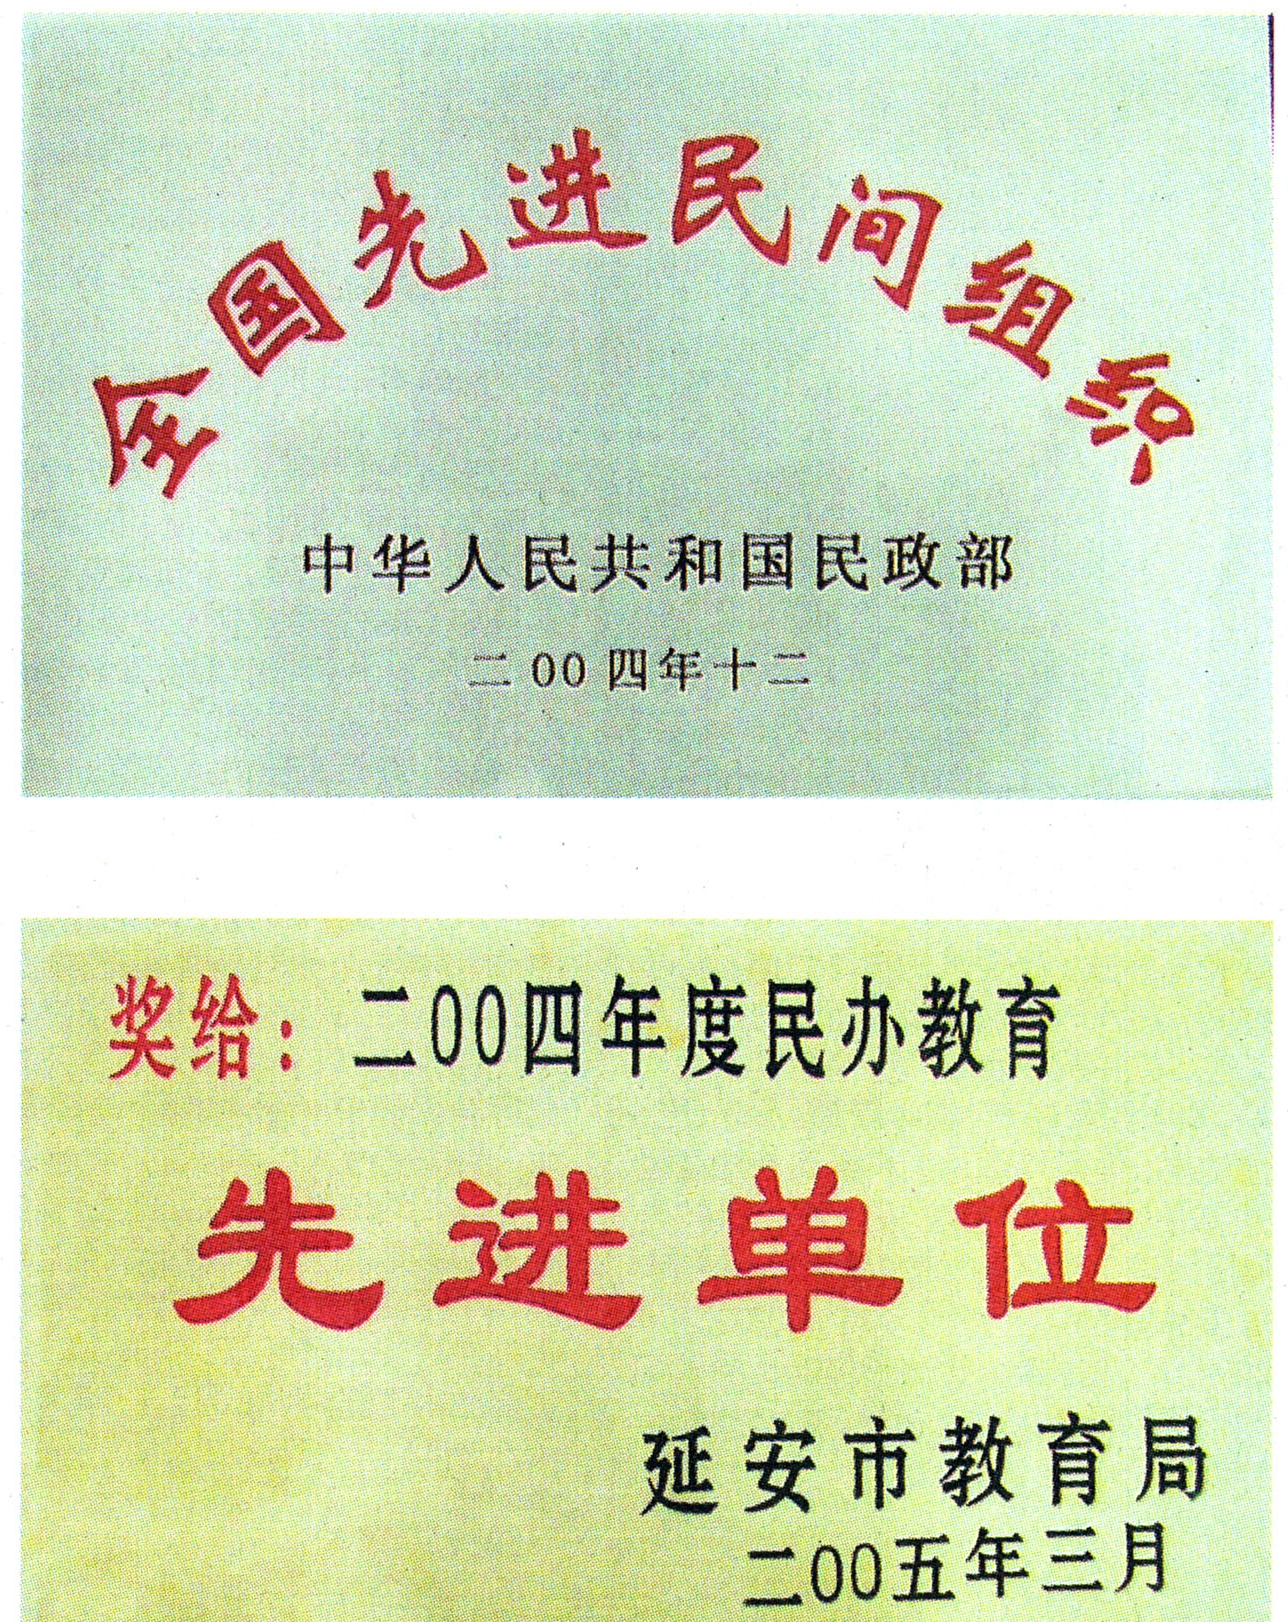 全国先进民间组织
中华人民共和国民政部
二00四年十二
奖给：二00四年度民办教育
先进单位
延安市教育局
二00五年三月